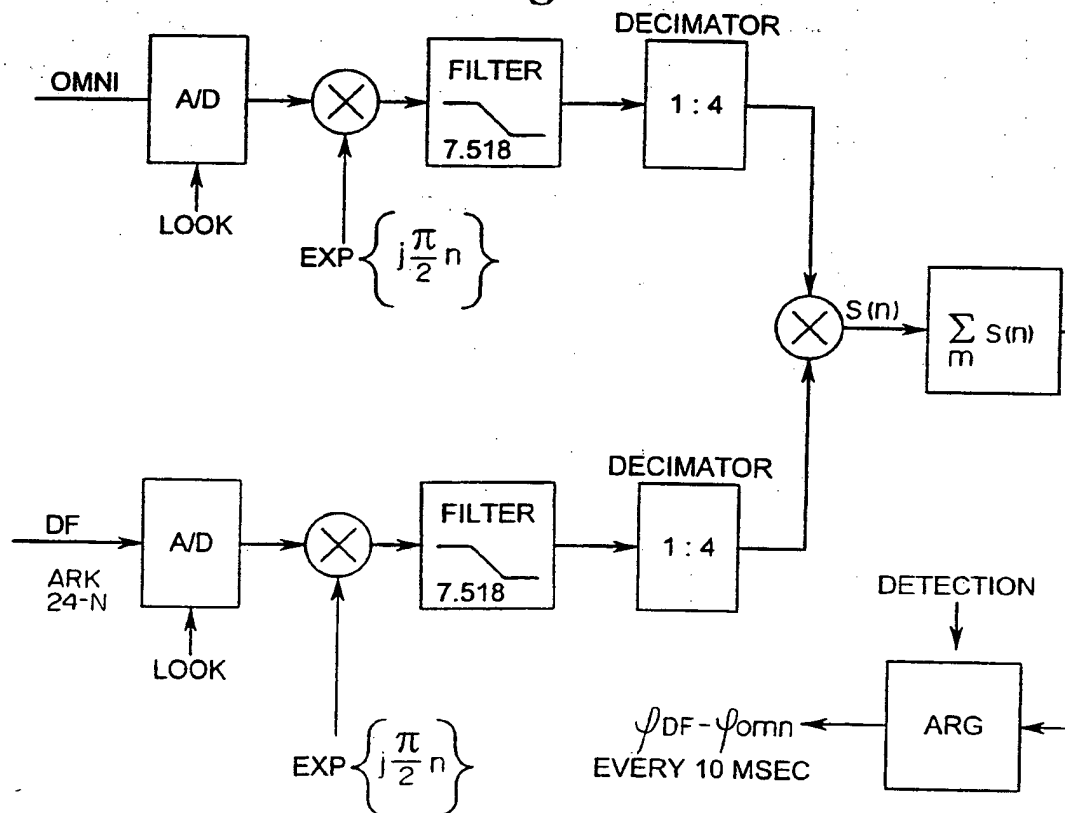 DECIMATOR
OMNI
A/D
FILTER
7.518
1 : 4
LOOK
EXP { j π/2 n }
S(n)
∑ S(n)
m
DECIMATOR
DF
ARK
24-N
A/D
FILTER
7.518
1 : 4
LOOK
EXP { j π/2 n }
DETECTION
ARG
φDF - φomn
EVERY 10 MSEC